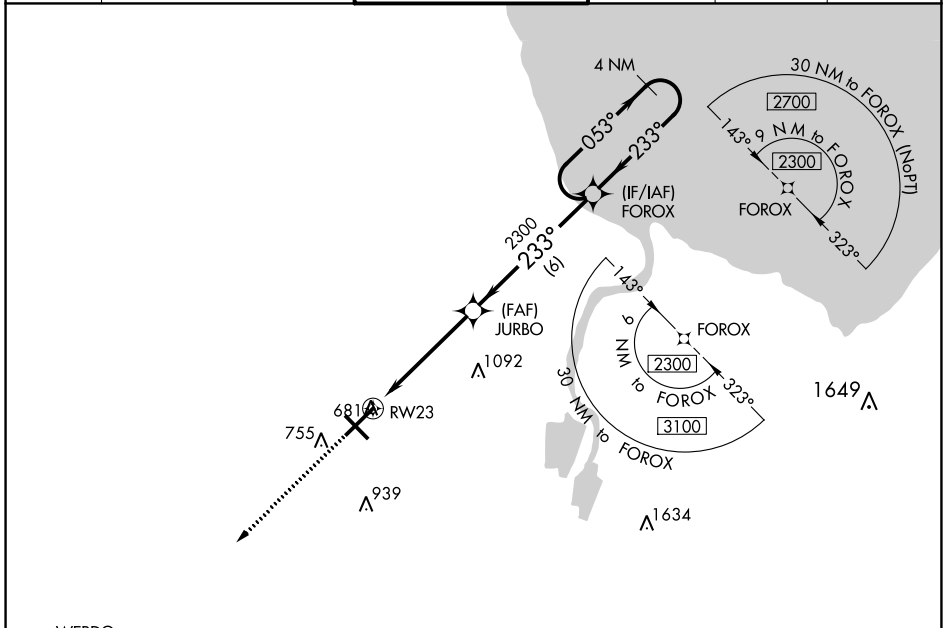 4 NM
053°
233°
(IF/IAF)
FOROX
2300
233°
(6)
(FAF)
JURBO
1092
681
RW23
755
939
30 NM to FOROX (NoPT)
2700
143°
9 NM to FOROX
2300
FOROX
323°
143°
FOROX
9 NM to FOROX
2300
323°
30 NM to FOROX
3100
1649
1634